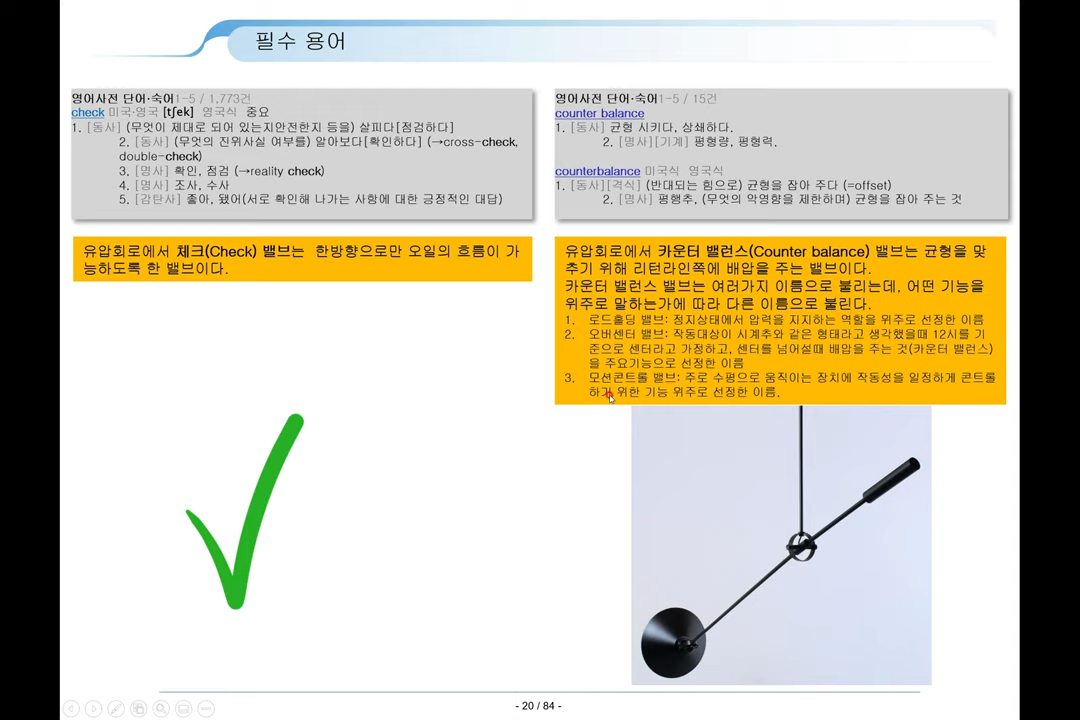 필수 용어
영어사전 단어·숙어1-5 / 1,773건
check 미국·영국 [tʃek] 영국식 중요
1. [동사] (무엇이 제대로 되어 있는지안전한지 등을) 살피다[점검하다]
2. [동사] (무엇의 진위사실 여부를) 알아보다[확인하다] (→cross-check,
double-check)
3. [명사] 확인, 점검 (→reality check)
4. [명사] 조사, 수사
5. [감탄사] 좋아, 됐어(서로 확인해 나가는 사항에 대한 긍정적인 대답)
유압회로에서 체크(Check) 밸브는 한방향으로만 오일의 흐름이 가
능하도록 한 밸브이다.
영어사전 단어·숙어1-5 / 15건
counter balance
1. [동사] 균형 시키다, 상쇄하다.
2. [명사][기계] 평형량, 평형력.
counterbalance 미국식 영국식
1. [동사][격식] (반대되는 힘으로) 균형을 잡아 주다 (=offset)
2. [명사] 평행추, (무엇의 악영향을 제한하며) 균형을 잡아 주는 것
유압회로에서 카운터 밸런스(Counter balance) 밸브는 균형을 맞
추기 위해 리턴라인쪽에 배압을 주는 밸브이다.
카운터 밸런스 밸브는 여러가지 이름으로 불리는데, 어떤 기능을
위주로 말하는가에 따라 다른 이름으로 불린다.
1. 로드홀딩 밸브: 정지상태에서 압력을 지지하는 역할을 위주로 선정한 이름
2. 오버센터 밸브: 작동대상이 시계추와 같은 형태라고 생각했을때 12시를 기
준으로 센터라고 가정하고, 센터를 넘어설때 배압을 주는 것(카운터 밸런스)
을 주요기능으로 선정한 이름
3. 모션콘트롤 밸브: 주로 수평으로 움직이는 장치에 작동성을 일정하게 콘트롤
하기 위한 기능 위주로 선정한 이름.
- 20 / 84 -